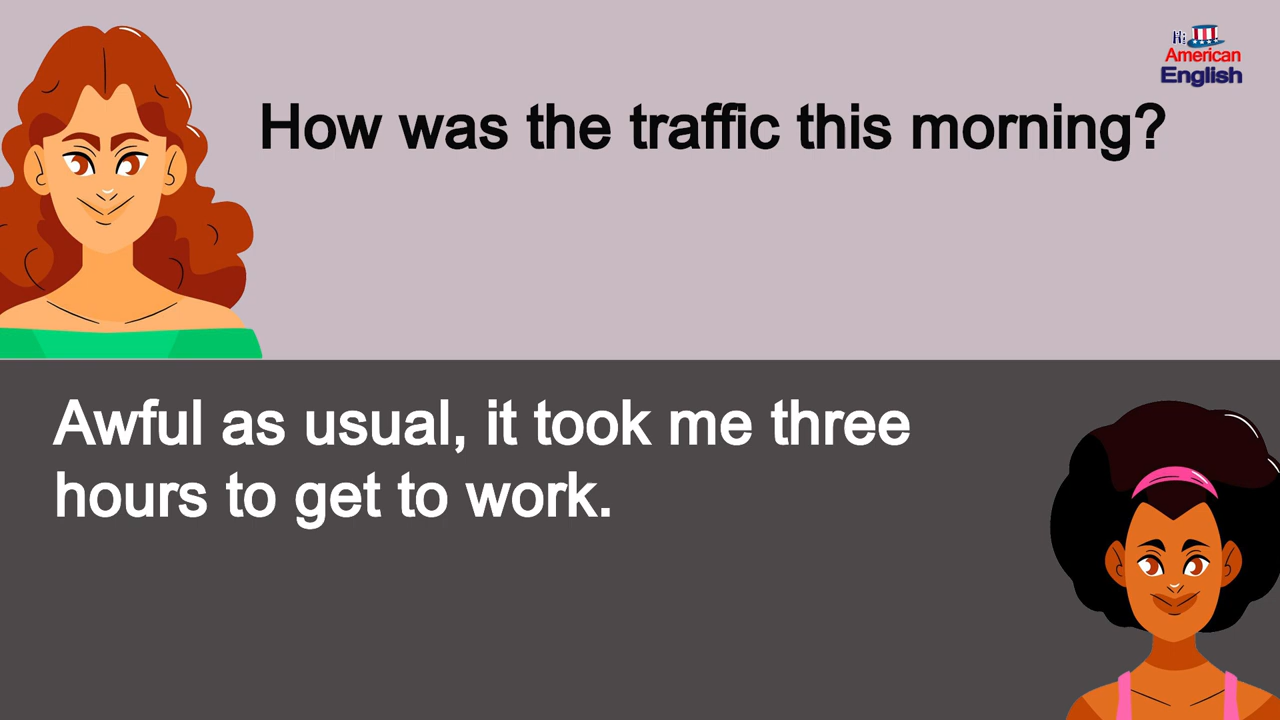 Hi
American
English
How was the traffic this morning?
Awful as usual, it took me three
hours to get to work.